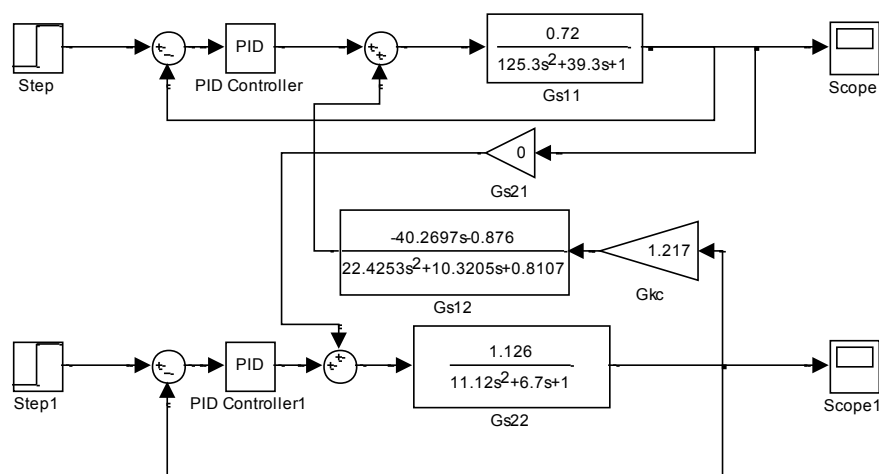 0.72
PID
PID
125.3s²+39.3s+1
Step
PID Controller
Gs11
Scope
0
Gs21
-40.2697s-0.876
1.217
22.4253s²+10.3205s+0.8107
Gs12
Gkc
1.126
PID
11.12s²+6.7s+1
Step1
PID Controller1
Gs22
Scope1